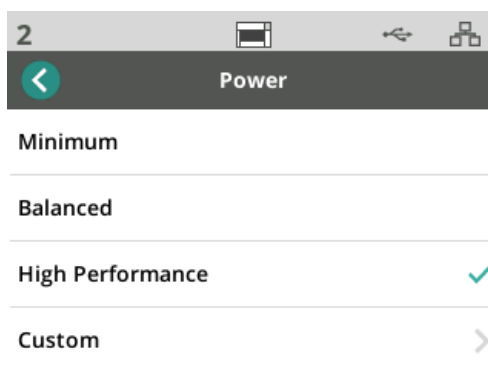 2
Power
Minimum
Balanced
High Performance
Custom